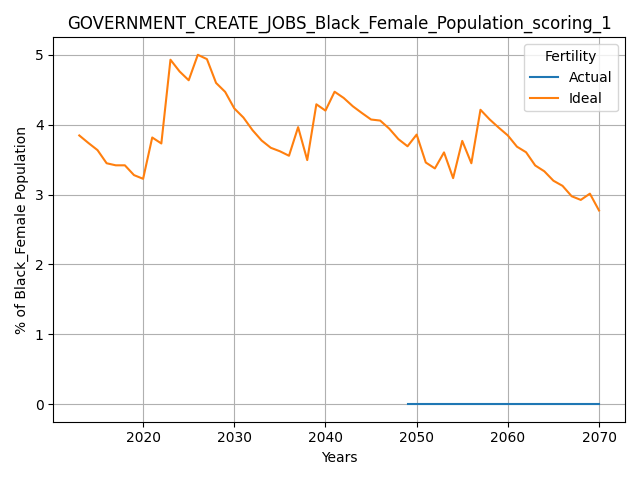 GOVERNMENT_CREATE_JOBS_Black_Female_Population_scoring_1
Fertility
Actual
Ideal
% of Black_Female Population
5
4
3
2
1
0
2020
2030
2040
2050
2060
2070
Years